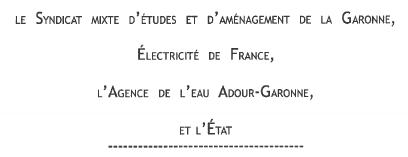 le Syndicat mixte d'études et d'aménagement de la Garonne,
Électricité de France,
l'Agence de l'eau Adour-Garonne,
et l'État